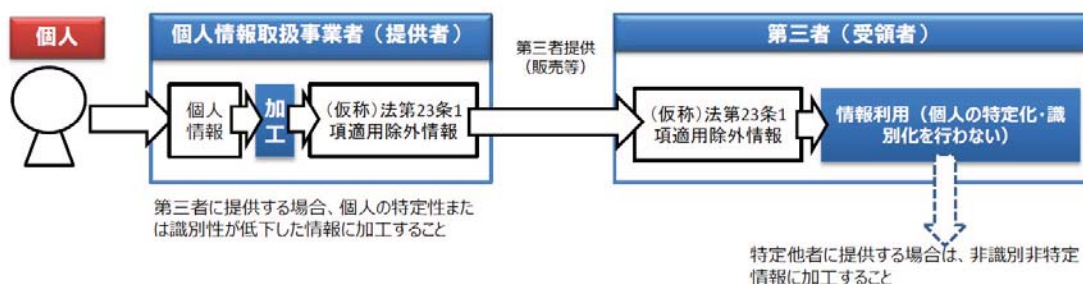 個人
個人情報取扱事業者（提供者）
個人
情報
加
工
（仮称）法第23条1
項適用除外情報
第三者に提供する場合、個人の特定性また
は識別性が低下した情報に加工すること
第三者提供
（販売等）
第三者（受領者）
（仮称）法第23条1
項適用除外情報
情報利用（個人の特定化・識
別化を行わない）
特定他者に提供する場合は、非識別非特定
情報に加工すること